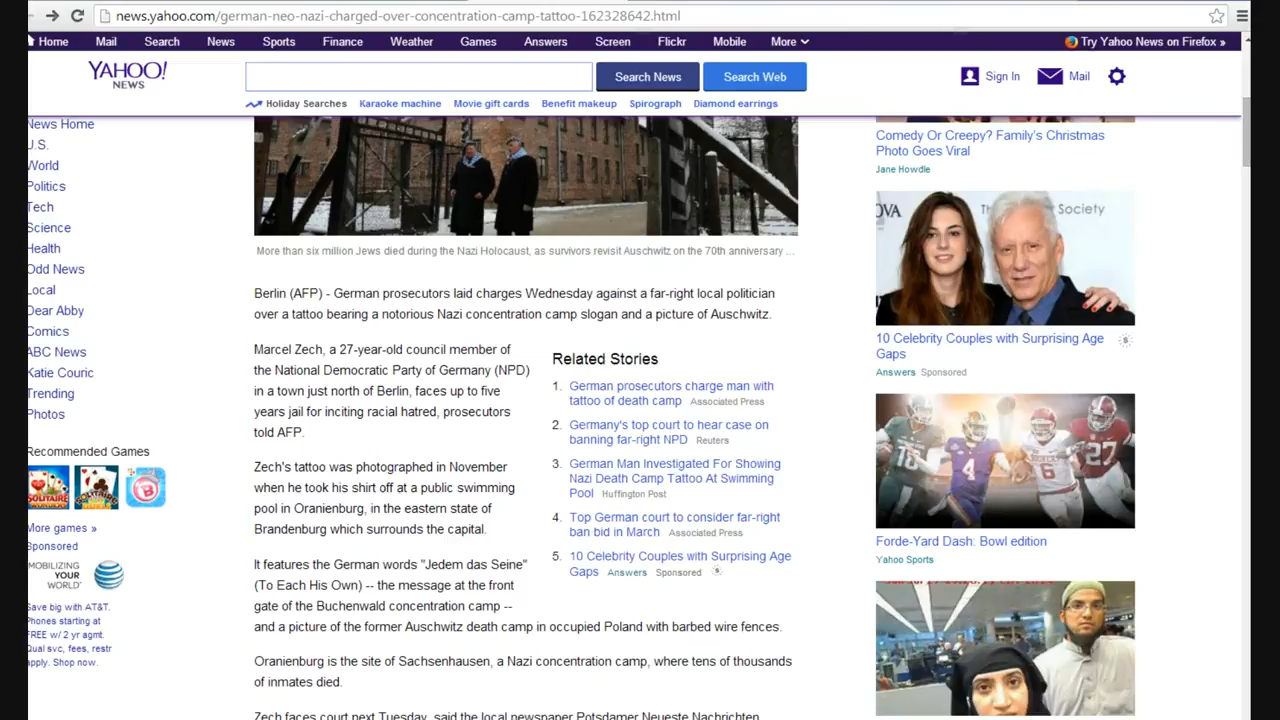 news.yahoo.com/german-neo-nazi-charged-over-concentration-camp-tattoo-162328642.html
Home Mail Search News Sports Finance Weather Games Answers Screen Flickr Mobile More Try Yahoo News on Firefox »
YAHOO!
NEWS
Search News Search Web
Sign In Mail
Holiday Searches Karaoke machine Movie gift cards Benefit makeup Spirograph Diamond earrings
News Home
U.S.
World
Politics
Tech
Science
Health
Odd News
Local
Dear Abby
Comics
ABC News
Katie Couric
Trending
Photos
Recommended Games
SOLITAIRE
More games »
Sponsored
MOBILIZING
YOUR
WORLD
Save big with AT&T.
Phones starting at
FREE w/ 2 yr agmt.
Qual svc, fees, restr
apply. Shop now.
More than six million Jews died during the Nazi Holocaust, as survivors revisit Auschwitz on the 70th anniversary ...
Berlin (AFP) - German prosecutors laid charges Wednesday against a far-right local politician
over a tattoo bearing a notorious Nazi concentration camp slogan and a picture of Auschwitz.
Marcel Zech, a 27-year-old council member of
the National Democratic Party of Germany (NPD)
in a town just north of Berlin, faces up to five
years jail for inciting racial hatred, prosecutors
told AFP.
Zech's tattoo was photographed in November
when he took his shirt off at a public swimming
pool in Oranienburg, in the eastern state of
Brandenburg which surrounds the capital.
It features the German words "Jedem das Seine"
(To Each His Own) -- the message at the front
gate of the Buchenwald concentration camp --
and a picture of the former Auschwitz death camp in occupied Poland with barbed wire fences.
Oranienburg is the site of Sachsenhausen, a Nazi concentration camp, where tens of thousands
of inmates died.
Zech faces court next Tuesday, said the local newspaper Potsdamer Neueste Nachrichten
Related Stories
1. German prosecutors charge man with
tattoo of death camp Associated Press
2. Germany's top court to hear case on
banning far-right NPD Reuters
3. German Man Investigated For Showing
Nazi Death Camp Tattoo At Swimming
Pool Huffington Post
4. Top German court to consider far-right
ban bid in March Associated Press
5. 10 Celebrity Couples with Surprising Age
Gaps Answers Sponsored
Comedy Or Creepy? Family's Christmas
Photo Goes Viral
Jane Howdle
OVA Society
10 Celebrity Couples with Surprising Age
Gaps
Answers Sponsored
15 4 6 27
Forde-Yard Dash: Bowl edition
Yahoo Sports